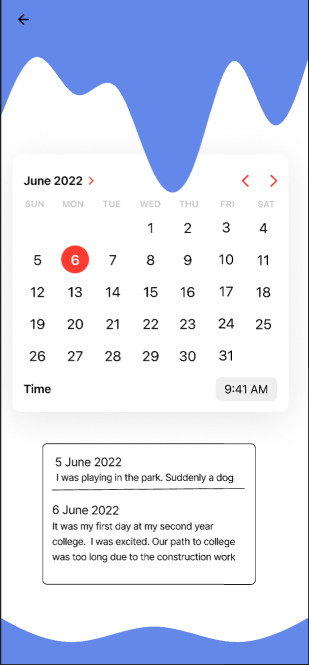 June 2022
SUN MON TUE WED THU FRI SAT
1 2 3 4
5 6 7 8 9 10 11
12 13 14 15 16 17 18
19 20 21 22 23 24 25
26 27 28 29 30 31
Time 9:41 AM
5 June 2022
I was playing in the park. Suddenly a dog
6 June 2022
It was my first day at my second year
college. I was excited. Our path to college
was too long due to the construction work